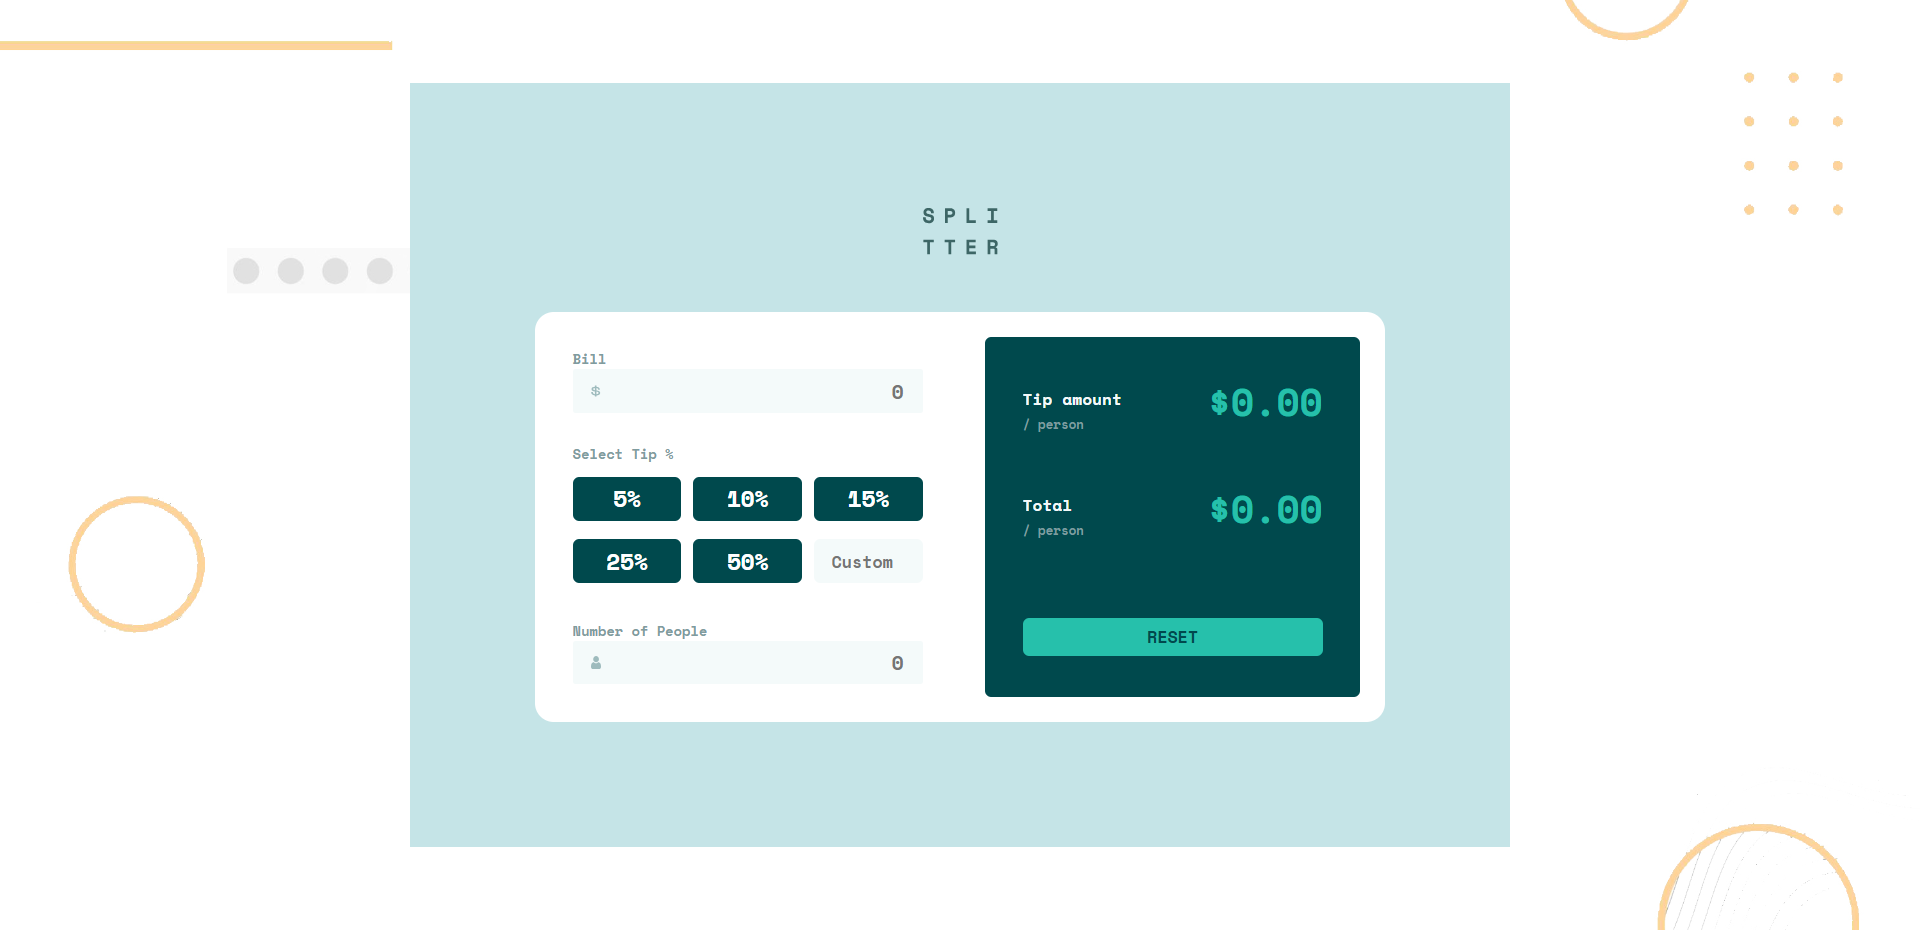 SPLI
TTER
Bill
$ 0
Select Tip %
5% 10% 15%
25% 50% Custom
Number of People
0
Tip amount
/ person
$0.00
Total
/ person
$0.00
RESET